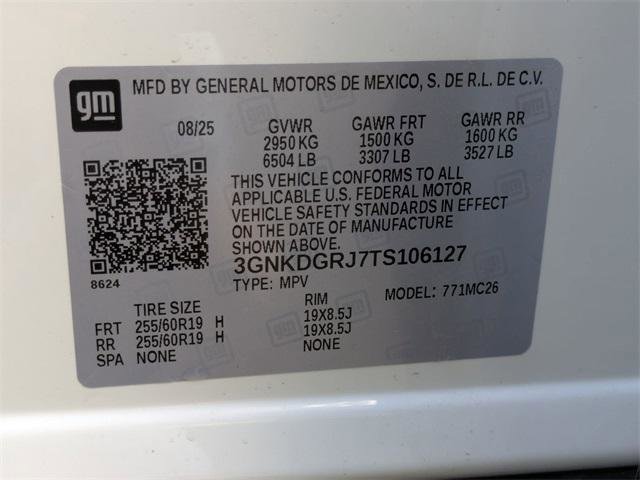 gm
MFD BY GENERAL MOTORS DE MEXICO, S. DE R.L. DE C.V.
08/25 GVWR GAWR FRT GAWR RR
2950 KG 1500 KG 1600 KG
6504 LB 3307 LB 3527 LB
THIS VEHICLE CONFORMS TO ALL
APPLICABLE U.S. FEDERAL MOTOR
VEHICLE SAFETY STANDARDS IN EFFECT
ON THE DATE OF MANUFACTURE
SHOWN ABOVE.
3GNKDGRJ7TS106127
8624 TYPE: MPV MODEL: 771MC26
TIRE SIZE RIM
FRT 255/60R19 H 19X8.5J
RR 255/60R19 H 19X8.5J
SPA NONE NONE